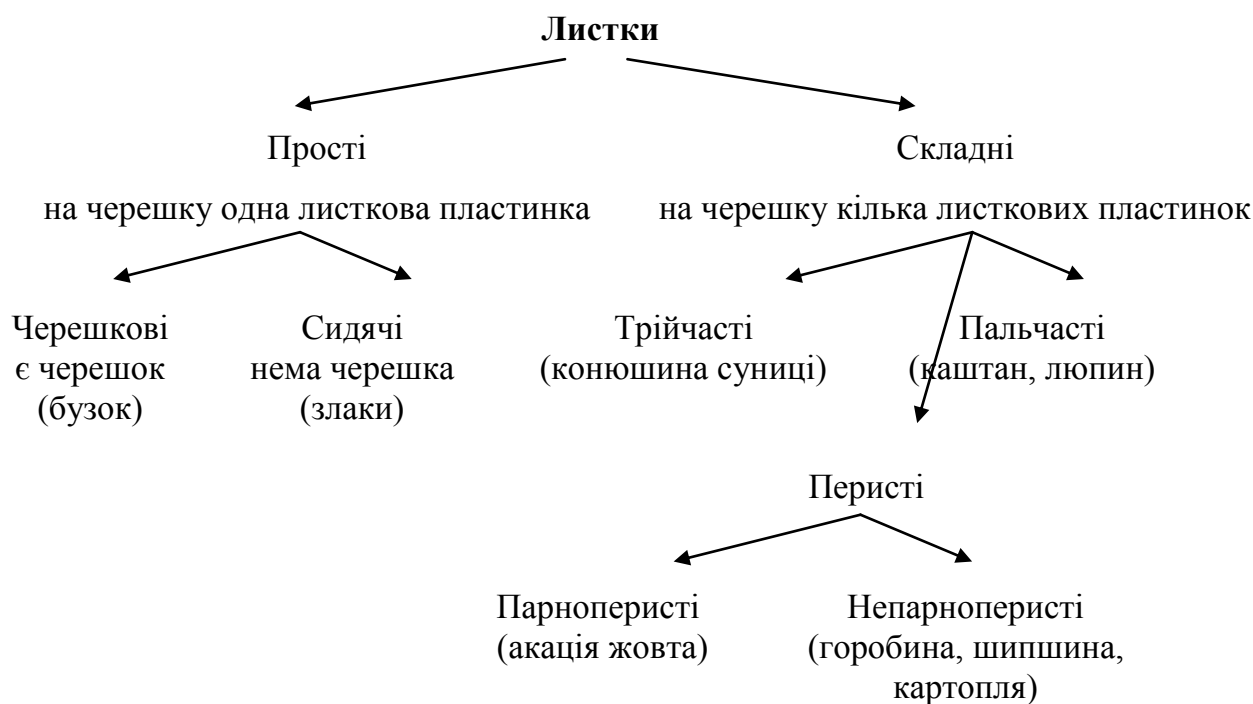 Листки
Прості
Складні
на черешку одна листкова пластинка
на черешку кілька листкових пластинок
Черешкові
є черешок
(бузок)
Сидячі
нема черешка
(злаки)
Трійчасті
(конюшина суниці)
Пальчасті
(каштан, люпин)
Перисті
Парноперисті
(акація жовта)
Непарноперисті
(горобина, шипшина,
картопля)